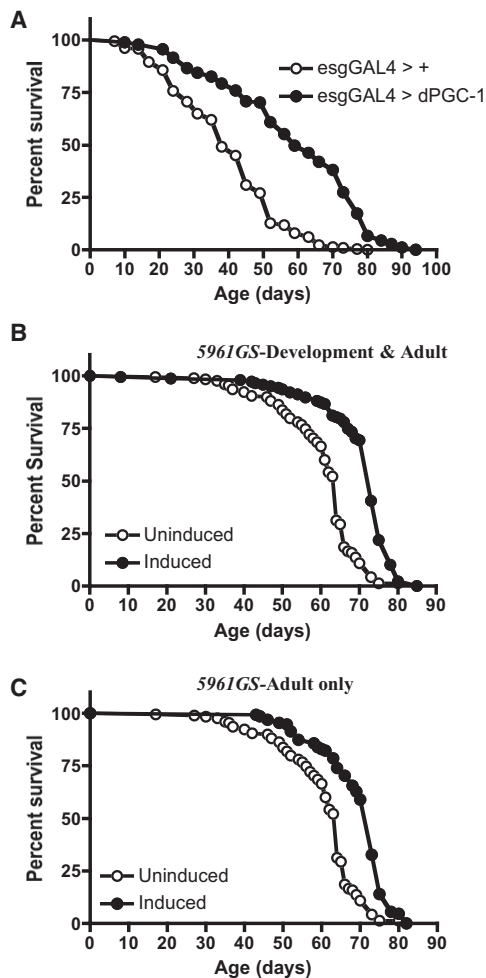 A
esgGAL4 > +
esgGAL4 > dPGC-1
Percent survival
100
75
50
25
0
0 10 20 30 40 50 60 70 80 90 100
Age (days)
B
5961GS-Development & Adult
Percent Survival
100
75
50
25
0
Uninduced
Induced
0 10 20 30 40 50 60 70 80 90
Age (days)
C
5961GS-Adult only
Percent survival
100
75
50
25
0
Uninduced
Induced
0 10 20 30 40 50 60 70 80 90
Age (days)